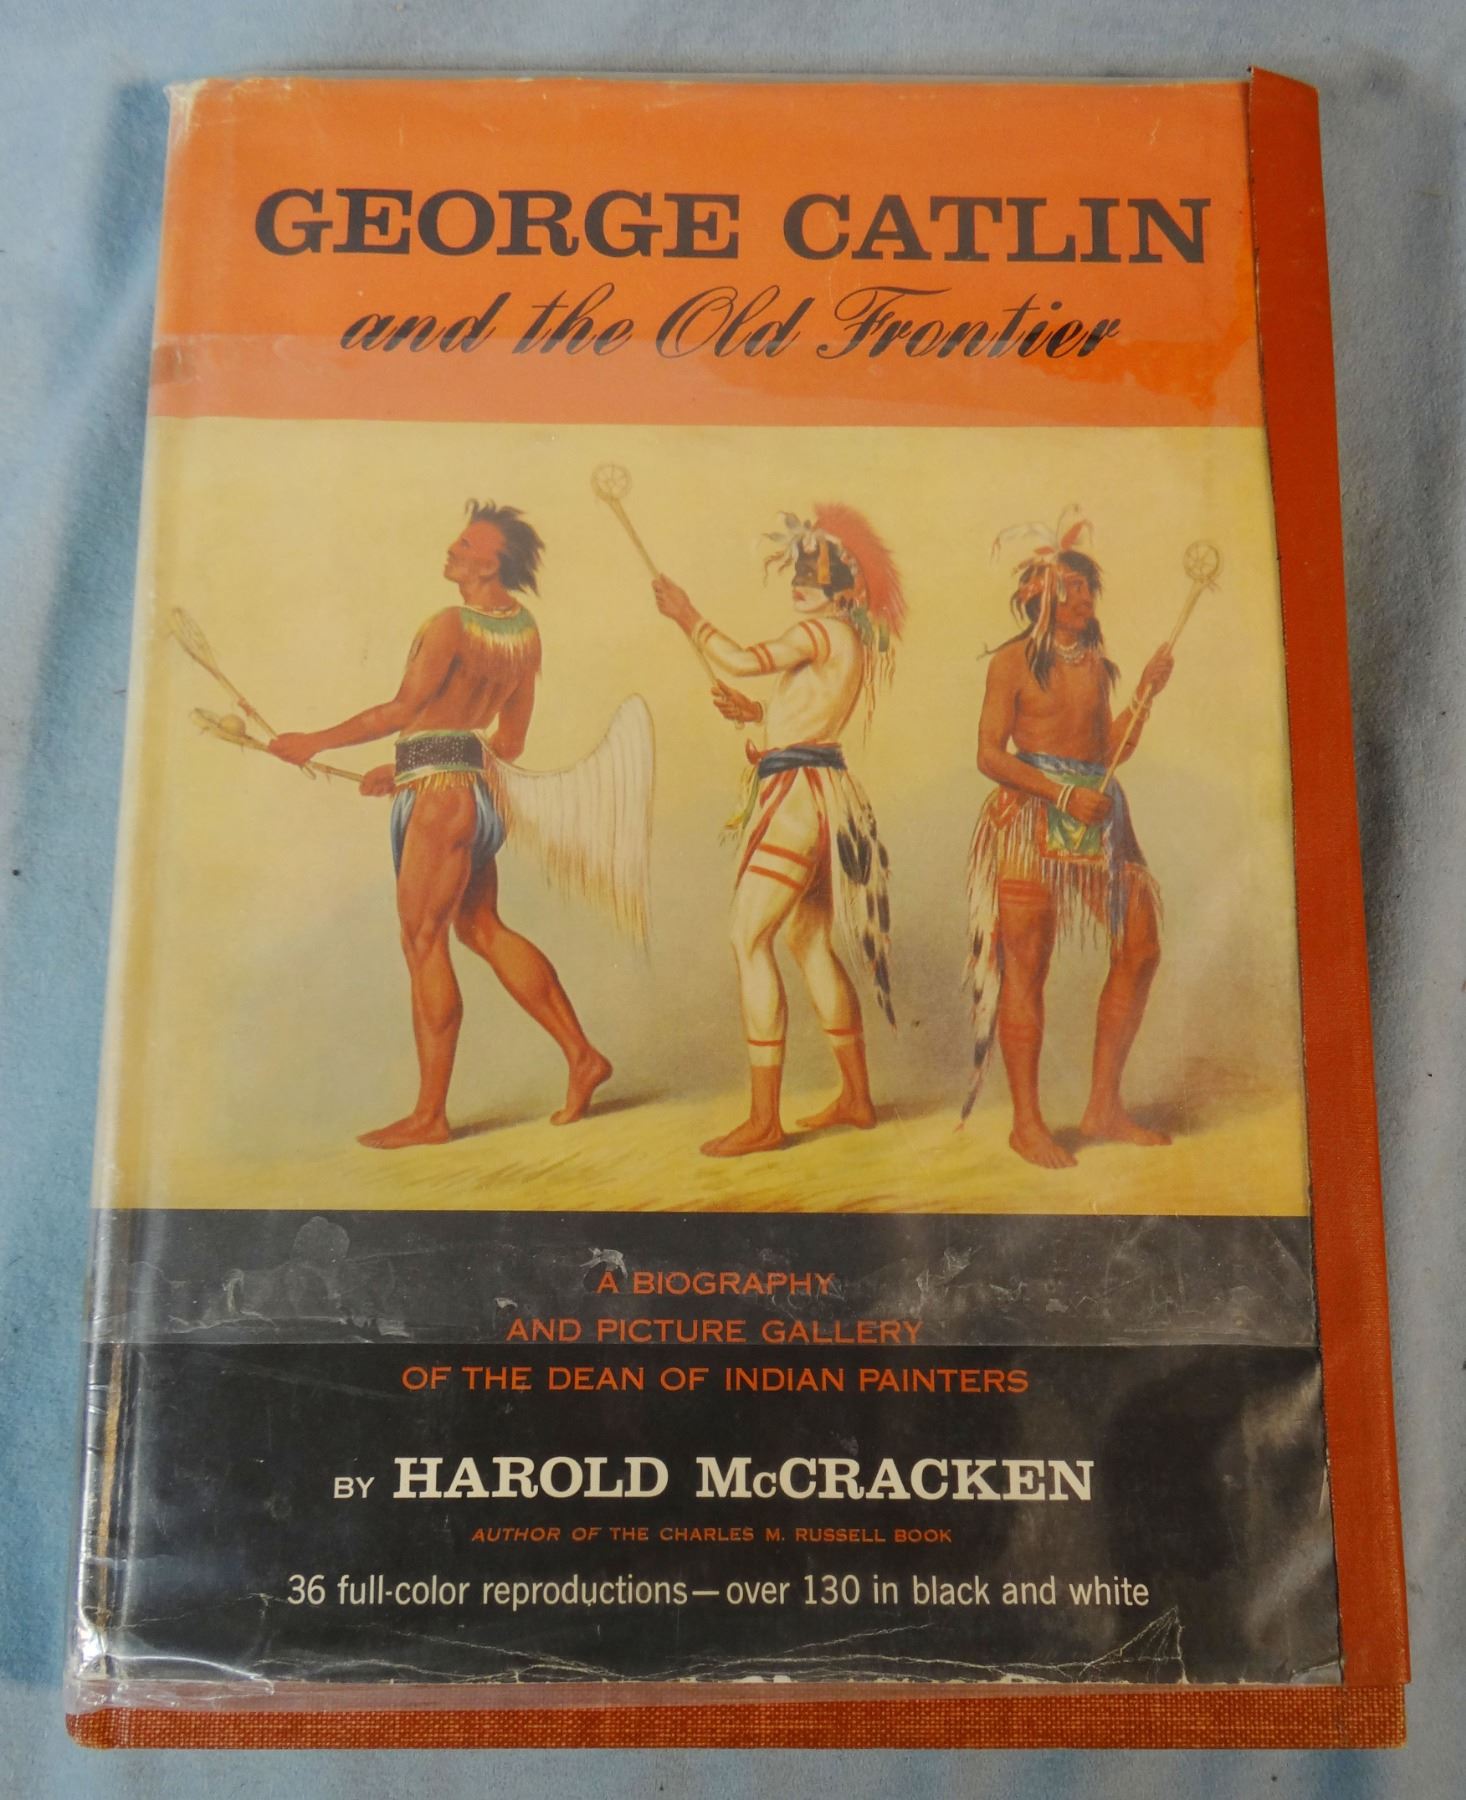 GEORGE CATLIN
and the Old Frontier
A BIOGRAPHY
AND PICTURE GALLERY
OF THE DEAN OF INDIAN PAINTERS
BY HAROLD McCRACKEN
AUTHOR OF THE CHARLES M. RUSSELL BOOK
36 full-color reproductions—over 130 in black and white